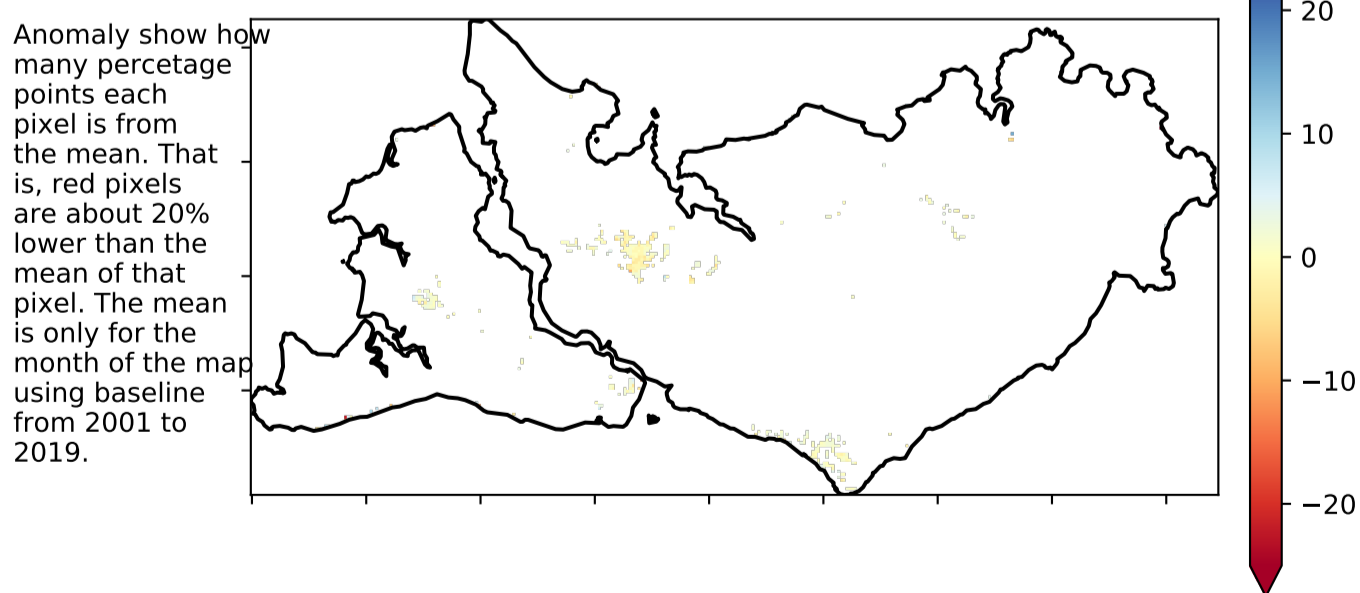 Anomaly show how
many percetage
points each
pixel is from
the mean. That
is, red pixels
are about 20%
lower than the
mean of that
pixel. The mean
is only for the
month of the map
using baseline
from 2001 to
2019.
20
10
0
−10
−20